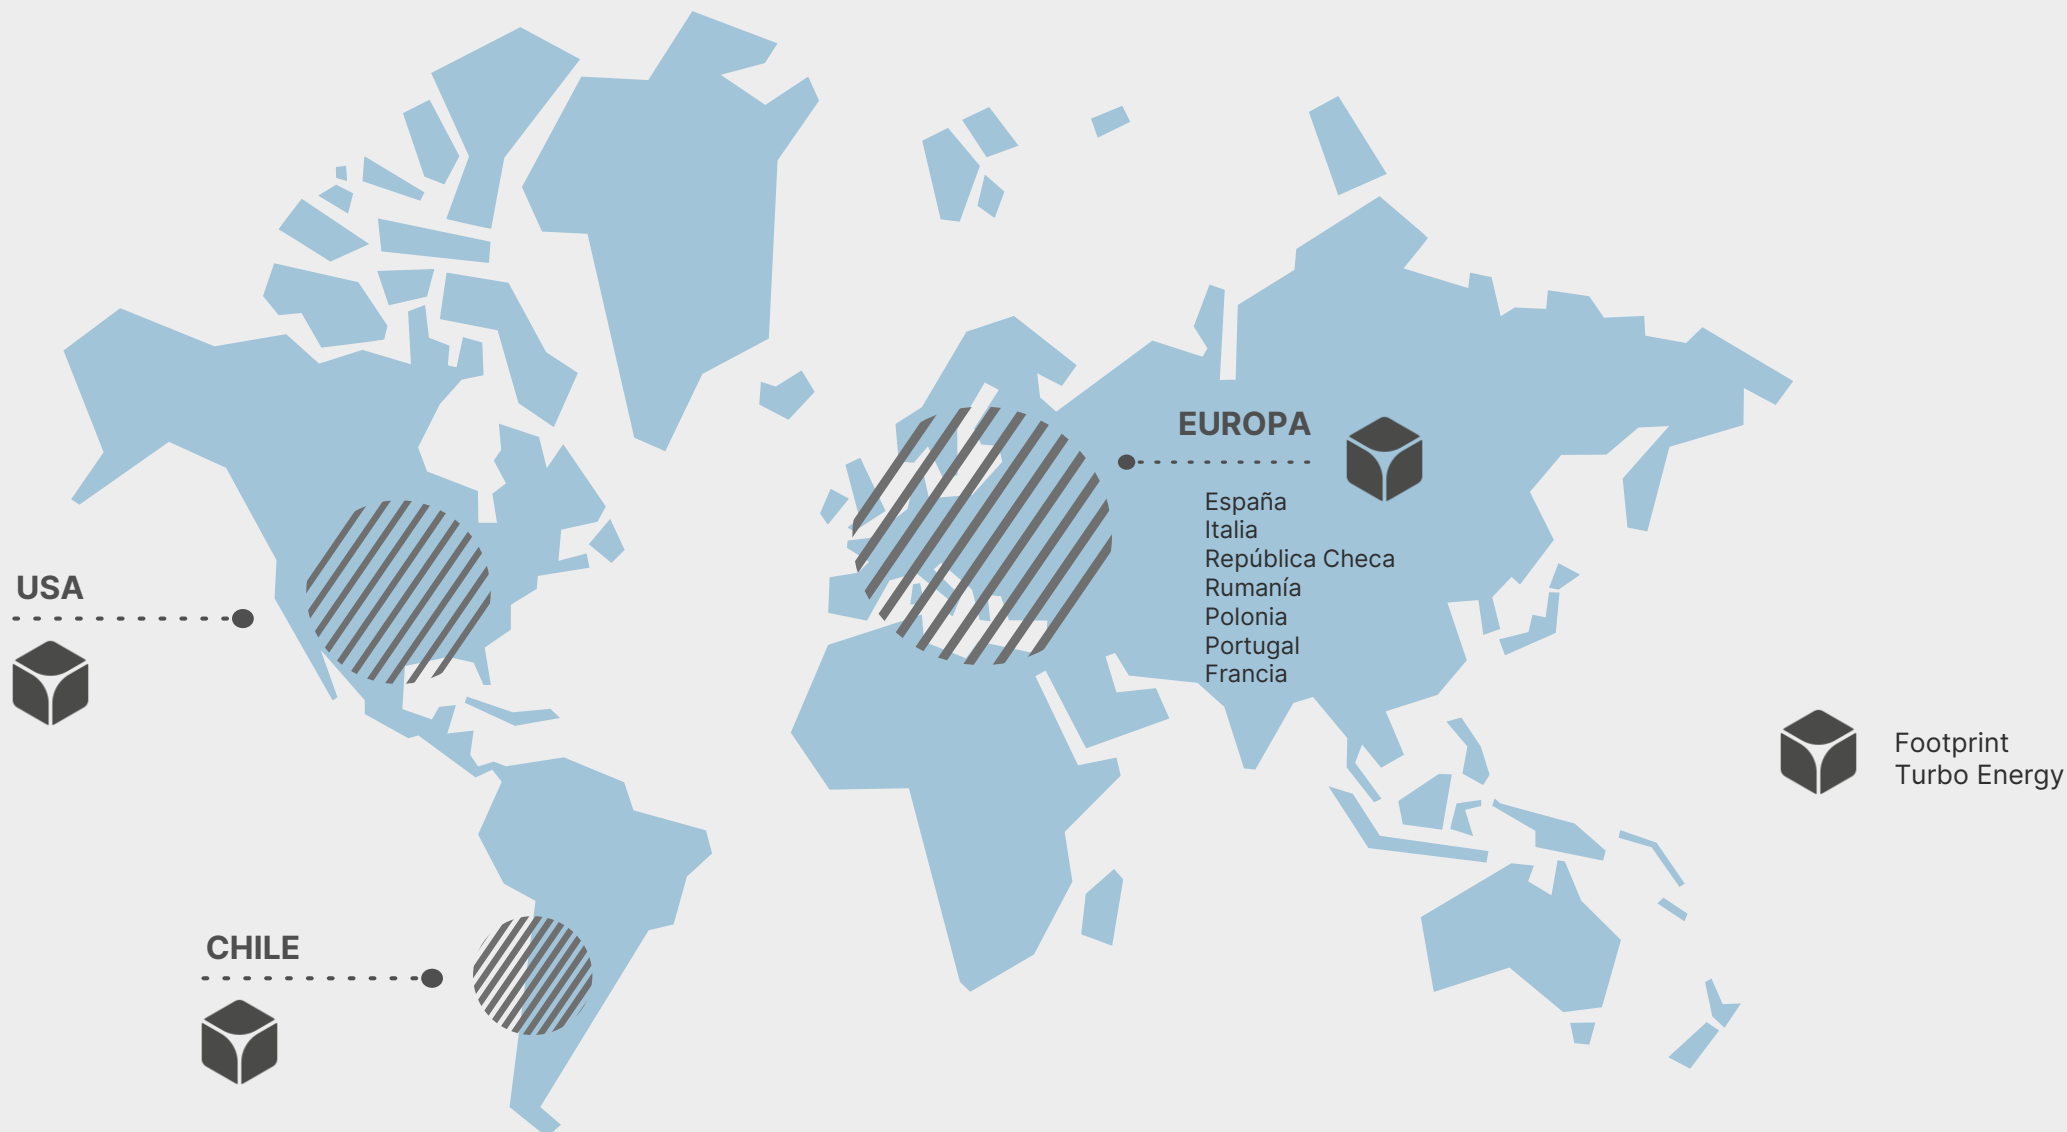 EUROPA
España
Italia
República Checa
Rumanía
Polonia
Portugal
Francia
USA
CHILE
Footprint
Turbo Energy